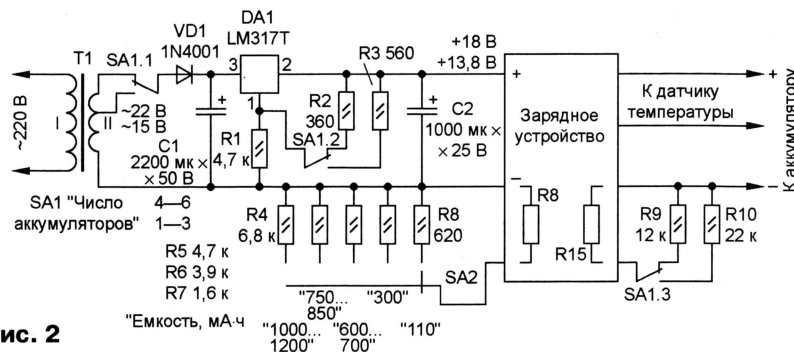 DA1
VD1
LM317T
T1
SA1.1
1N4001
R3 560
+18 В
+13,8 В
3
2
1
+
+
+
+
~220 В
I
II
~22 В
~15 В
C1
2200 мк ×
× 50 В
R1
4,7 к
R2
360
SA1.2
C2
1000 мк ×
× 25 В
Зарядное
устройство
К датчику
температуры
К аккумулятору
–
–
SA1 "Число
аккумуляторов"
4—6
1—3
R4
6,8 к
R8
620
R8
R15
R9
12 к
R10
22 к
R5 4,7 к
R6 3,9 к
R7 1,6 к
SA2
SA1.3
"Емкость, мА·ч
"750...
850"
"300"
"1000...
1200"
"600...
700"
"110"
ис. 2